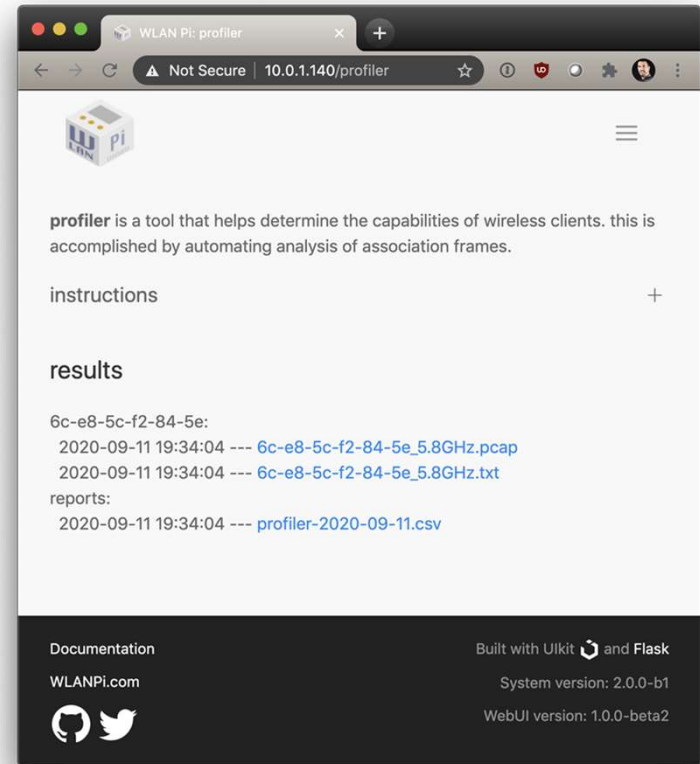 WLAN Pi: profiler
Not Secure | 10.0.1.140/profiler
WLAN Pi
profiler is a tool that helps determine the capabilities of wireless clients. this is
accomplished by automating analysis of association frames.
instructions
results
6c-e8-5c-f2-84-5e:
2020-09-11 19:34:04 --- 6c-e8-5c-f2-84-5e_5.8GHz.pcap
2020-09-11 19:34:04 --- 6c-e8-5c-f2-84-5e_5.8GHz.txt
reports:
2020-09-11 19:34:04 --- profiler-2020-09-11.csv
Documentation
Built with UIkit and Flask
WLANPi.com
System version: 2.0.0-b1
WebUI version: 1.0.0-beta2